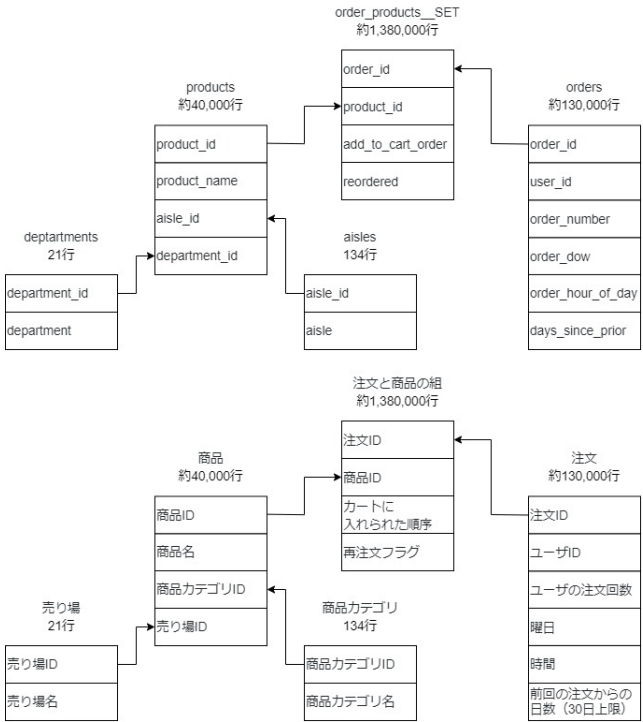 order_products__SET
約1,380,000行
order_id
product_id
add_to_cart_order
reordered
products
約40,000行
product_id
product_name
aisle_id
department_id
orders
約130,000行
order_id
user_id
order_number
order_dow
order_hour_of_day
days_since_prior
deptartments
21行
department_id
department
aisles
134行
aisle_id
aisle
注文と商品の組
約1,380,000行
注文ID
商品ID
カートに
入れられた順序
再注文フラグ
商品
約40,000行
商品ID
商品名
商品カテゴリID
売り場ID
注文
約130,000行
注文ID
ユーザID
ユーザの注文回数
曜日
時間
前回の注文からの
日数（30日上限）
売り場
21行
売り場ID
売り場名
商品カテゴリ
134行
商品カテゴリID
商品カテゴリ名